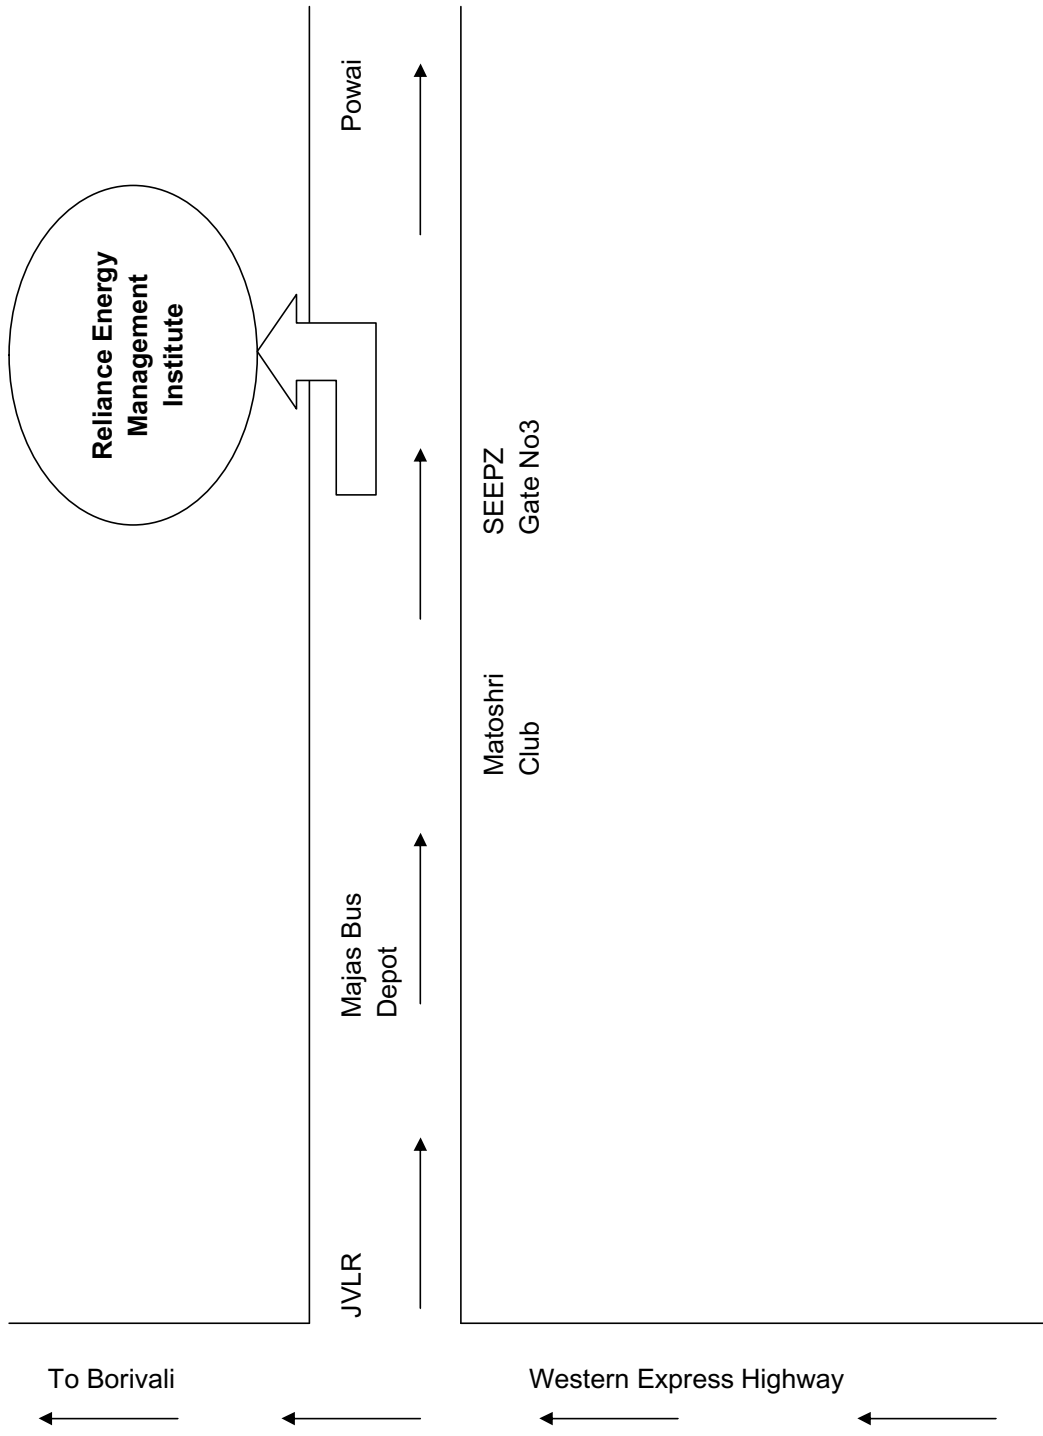 Reliance Energy
Management
Institute
Powai
SEEPZ
Gate No3
Matoshri
Club
Majas Bus
Depot
JVLR
To Borivali
Western Express Highway